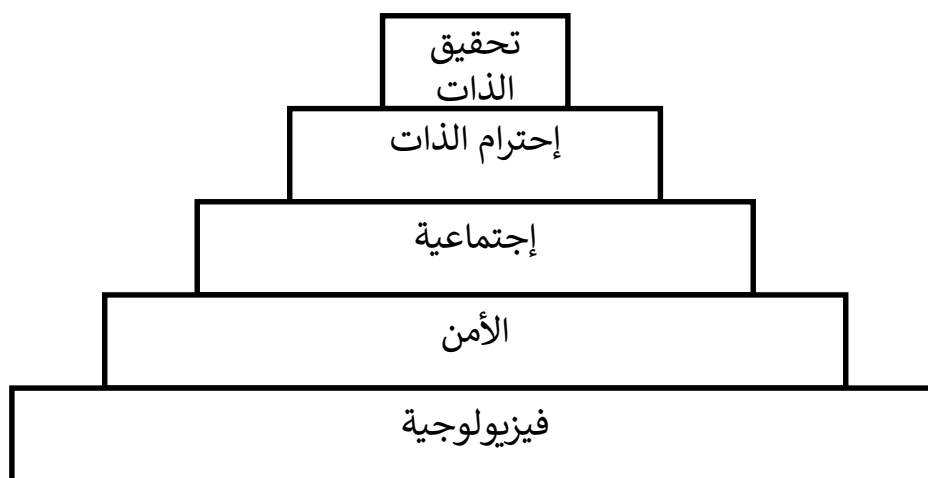 تحقيق
الذات
إحترام الذات
إجتماعية
الأمن
فيزيولوجية